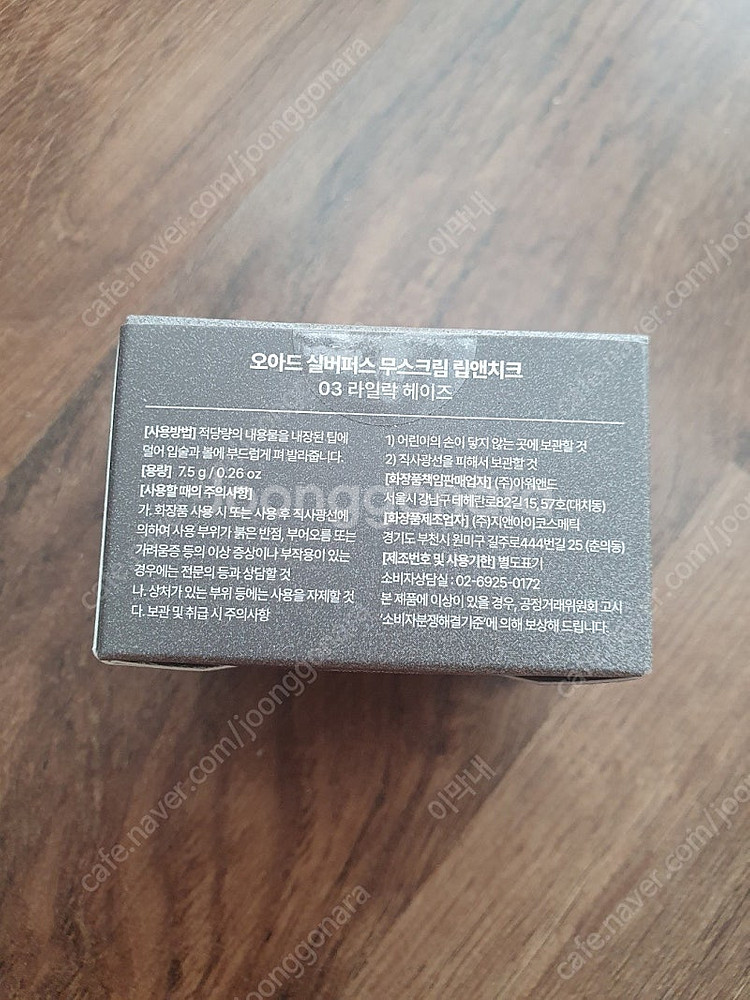 오아드 실버퍼스 무스크림 립앤치크
03 라일락 헤이즈
[사용방법] 적당량의 내용물을 내장된 팁에
덜어 입술과 볼에 부드럽게 펴 발라줍니다.
[용량] 7.5 g / 0.26 oz
[사용할 때의 주의사항]
가. 화장품 사용 시 또는 사용 후 직사광선에
의하여 사용 부위가 붉은 반점, 부어오름 또는
가려움증 등의 이상 증상이나 부작용이 있는
경우에는 전문의 등과 상담할 것
나. 상처가 있는 부위 등에는 사용을 자제할 것
다. 보관 및 취급 시 주의사항
1) 어린이의 손이 닿지 않는 곳에 보관할 것
2) 직사광선을 피해서 보관할 것
[화장품책임판매업자] (주)아워앤드
서울시 강남구 테헤란로82길 15, 57호(대치동)
[화장품제조업자] (주)지앤아이코스메틱
경기도 부천시 원미구 길주로444번길 25 (춘의동)
[제조번호 및 사용기한] 별도표기
소비자상담실 : 02-6925-0172
본 제품에 이상이 있을 경우, 공정거래위원회 고시
'소비자분쟁해결기준'에 의해 보상해 드립니다.
cafe.naver.com/joonggonara
이막내
joonggonara
cafe.naver.com/joonggonara
이막내
cafe.naver.com/joonggonara